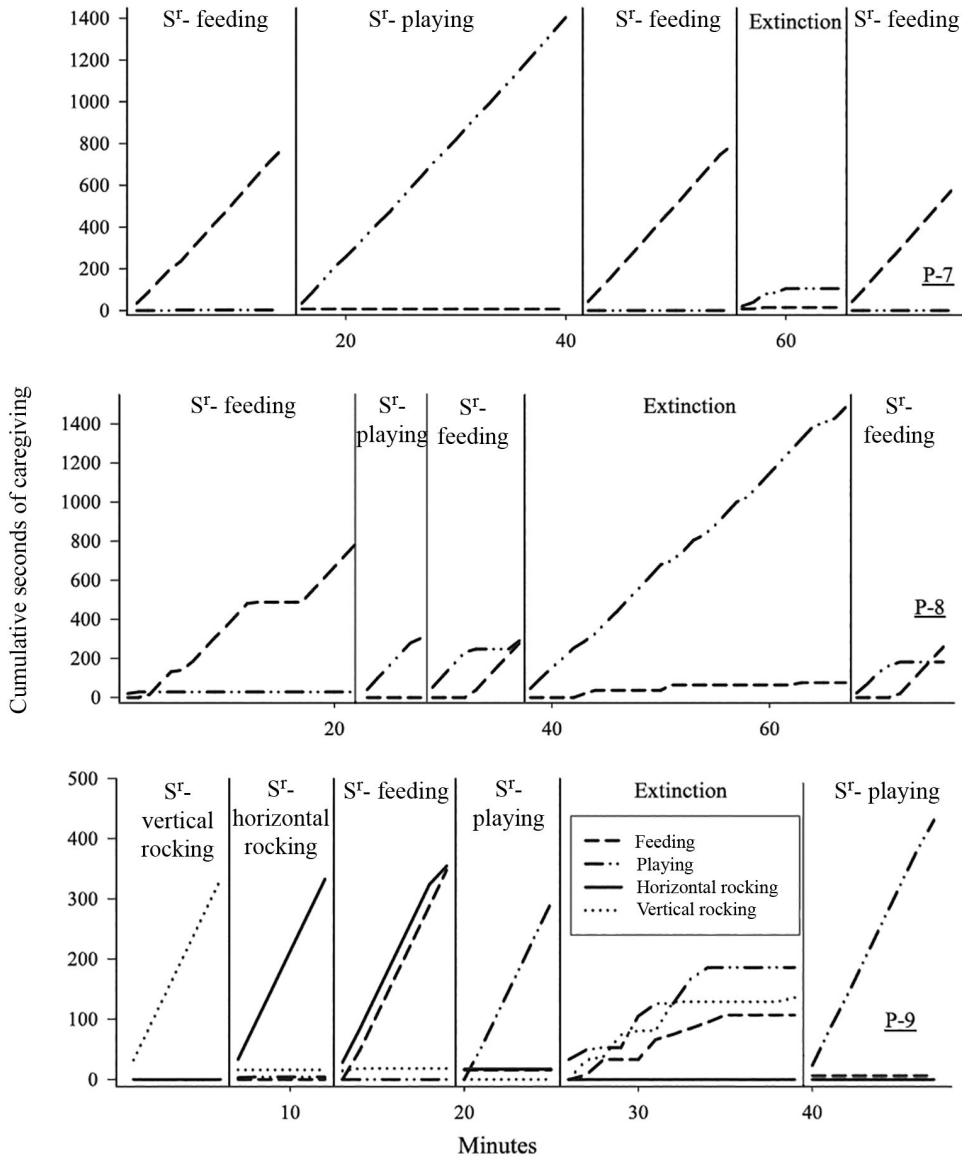 Sʳ- feeding
Sʳ- playing
Sʳ- feeding
Extinction
Sʳ- feeding
1400
1200
1000
800
600
400
200
0
P-7
20
40
60
Cumulative seconds of caregiving
Sʳ- feeding
Sʳ-
playing
Sʳ-
feeding
Extinction
Sʳ-
feeding
1400
1200
1000
800
600
400
200
0
P-8
20
40
60
Sʳ-
vertical
rocking
Sʳ-
horizontal
rocking
Sʳ- feeding
Sʳ-
playing
Extinction
Sʳ- playing
500
400
300
200
100
0
Feeding
Playing
Horizontal rocking
Vertical rocking
P-9
10
20
30
40
Minutes